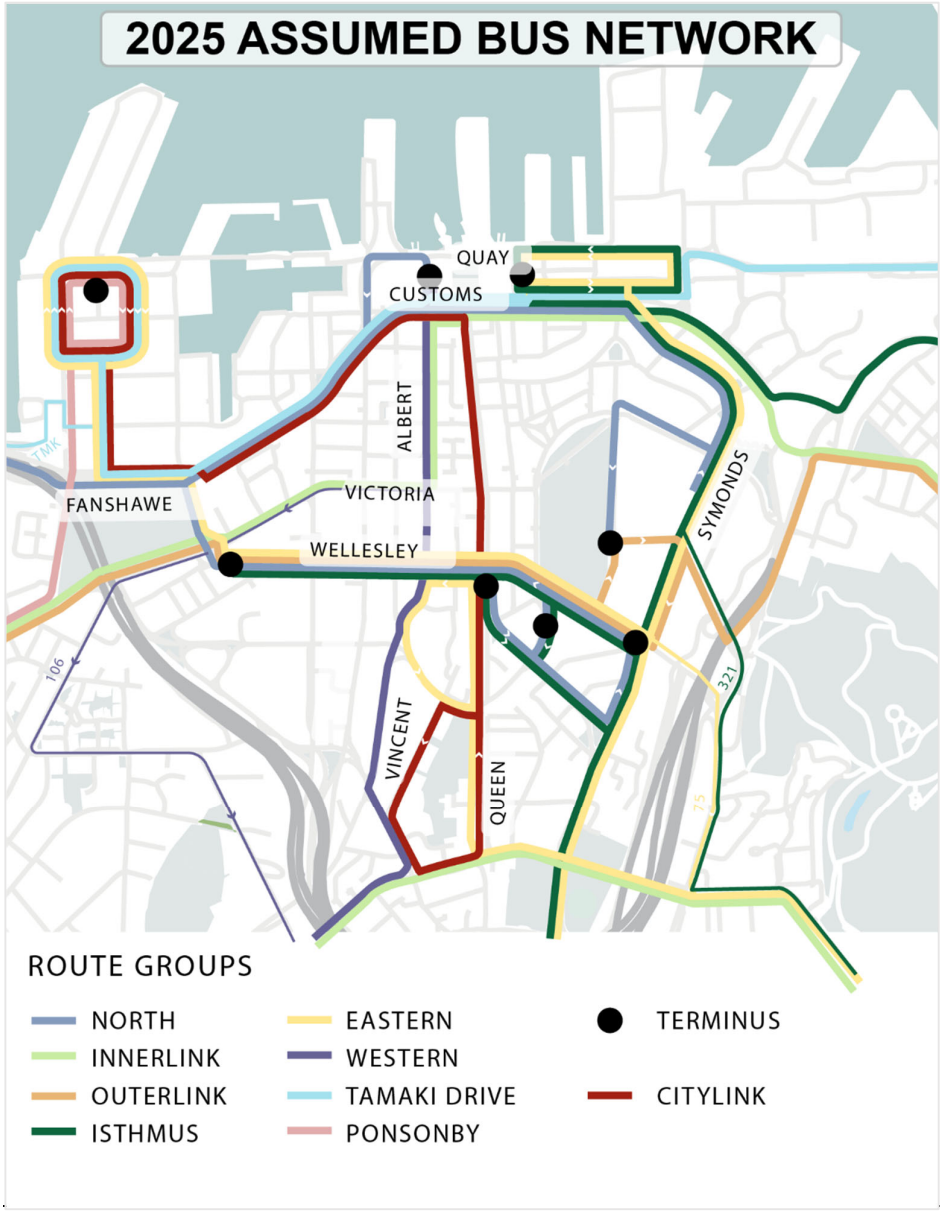 2025 ASSUMED BUS NETWORK
QUAY
CUSTOMS
ALBERT
TMK
SYMONDS
VICTORIA
FANSHAWE
WELLESLEY
106
321
VINCENT
QUEEN
75
ROUTE GROUPS
NORTH
EASTERN
TERMINUS
INNERLINK
WESTERN
OUTERLINK
TAMAKI DRIVE
CITYLINK
ISTHMUS
PONSONBY